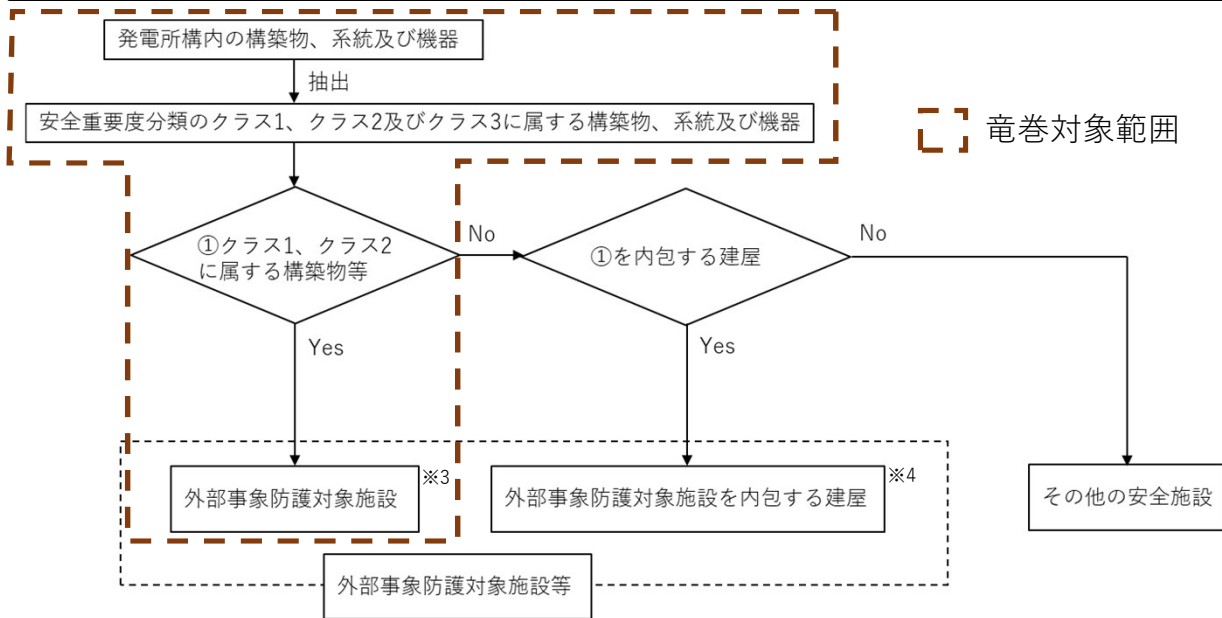 発電所構内の構築物、系統及び機器
抽出
安全重要度分類のクラス1、クラス2及びクラス3に属する構築物、系統及び機器
竜巻対象範囲
①クラス1、クラス2
に属する構築物等
No
①を内包する建屋
No
Yes
Yes
外部事象防護対象施設
※3
外部事象防護対象施設を内包する建屋
※4
その他の安全施設
外部事象防護対象施設等